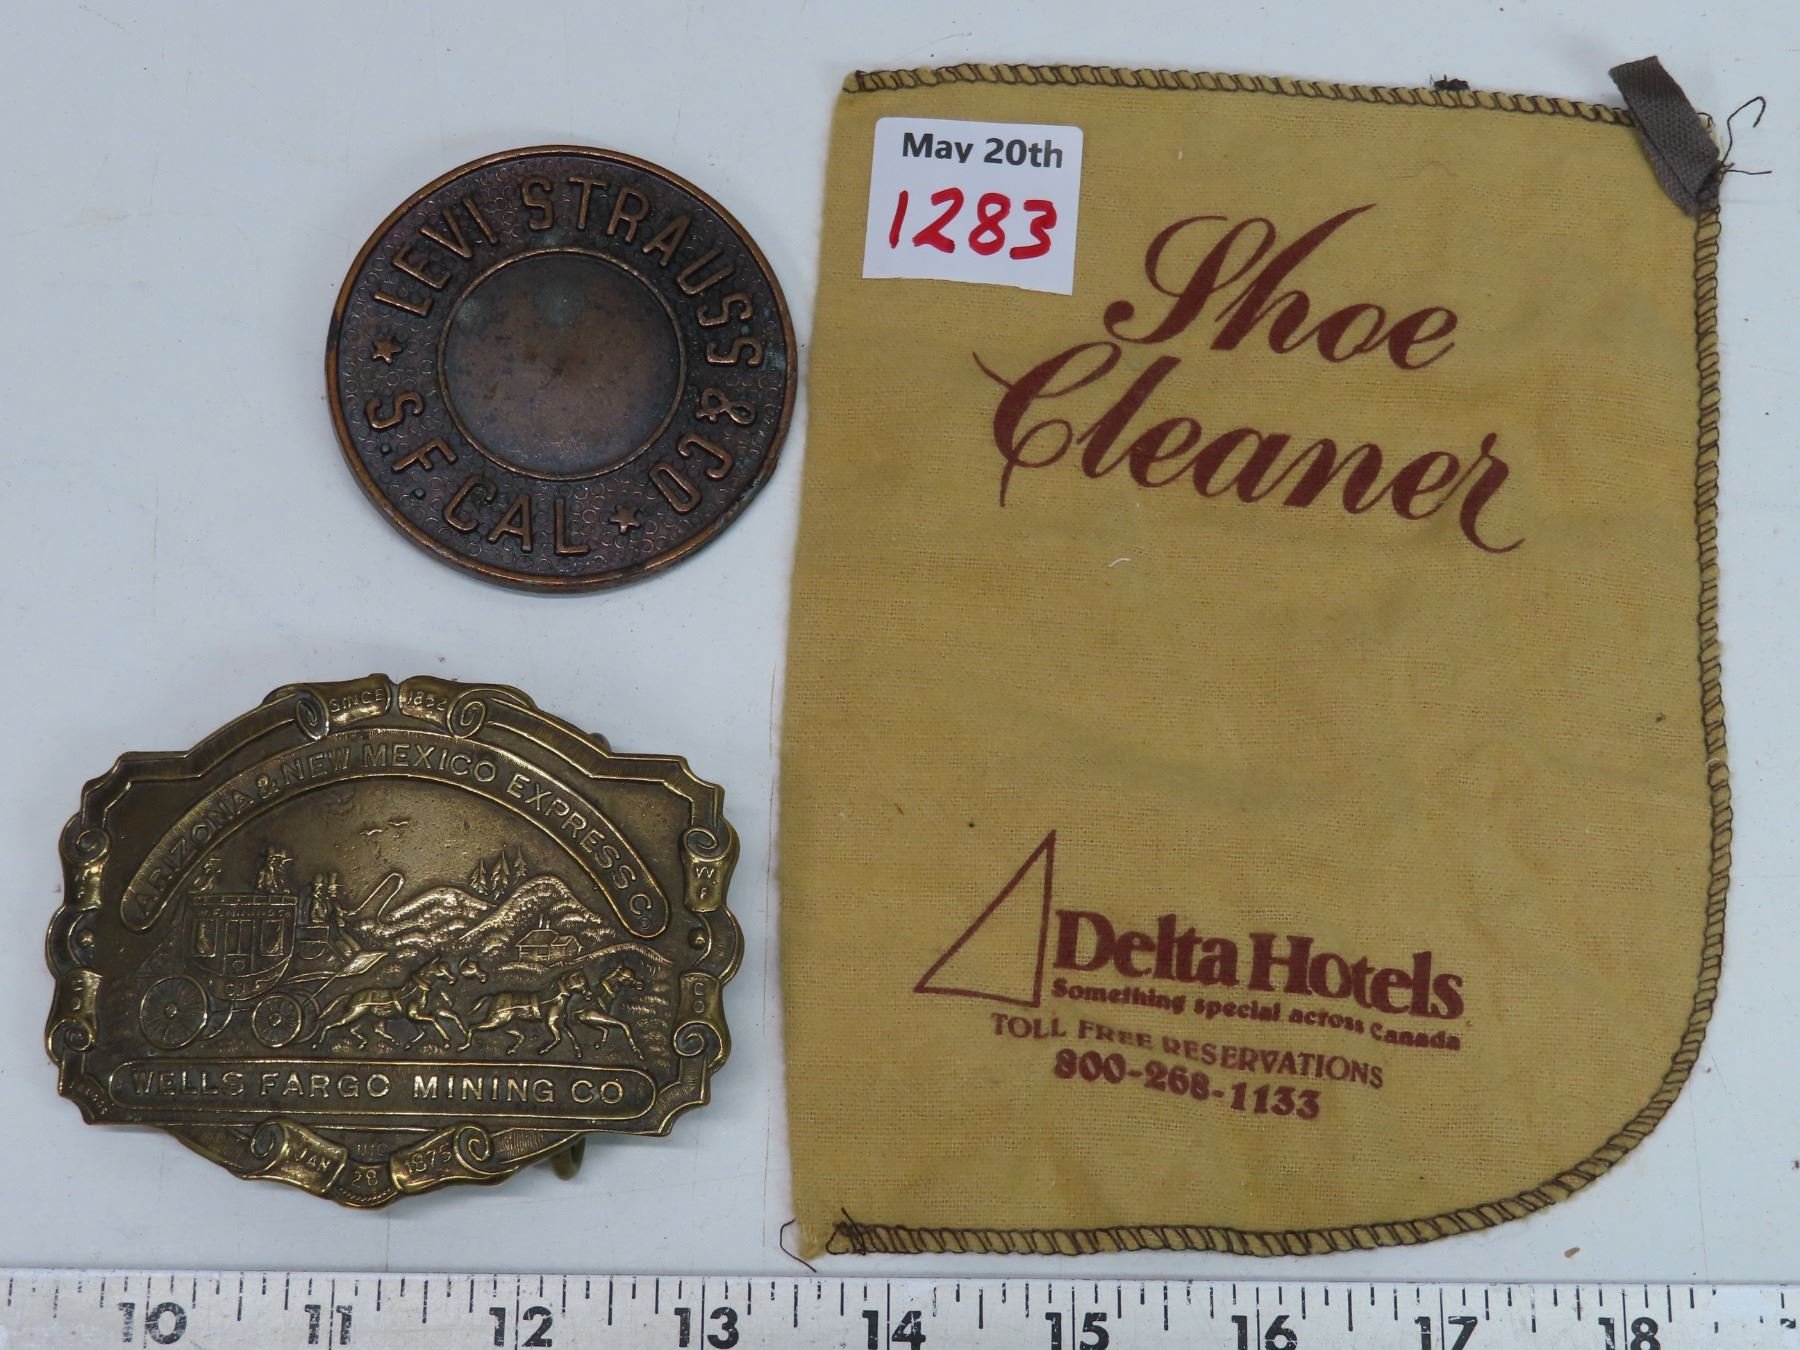 May 20th
1283
LEVI STRAUSS & CO
★ S.F. CAL ★
Shoe
Cleaner
SINCE 1852
ARIZONA & NEW MEXICO EXPRESS CO
W F
CO
WELLS FARGO MINING CO
JAN 28 1875
Delta Hotels
Something special across Canada
TOLL FREE RESERVATIONS
800-268-1133
10 11 12 13 14 15 16 17 18